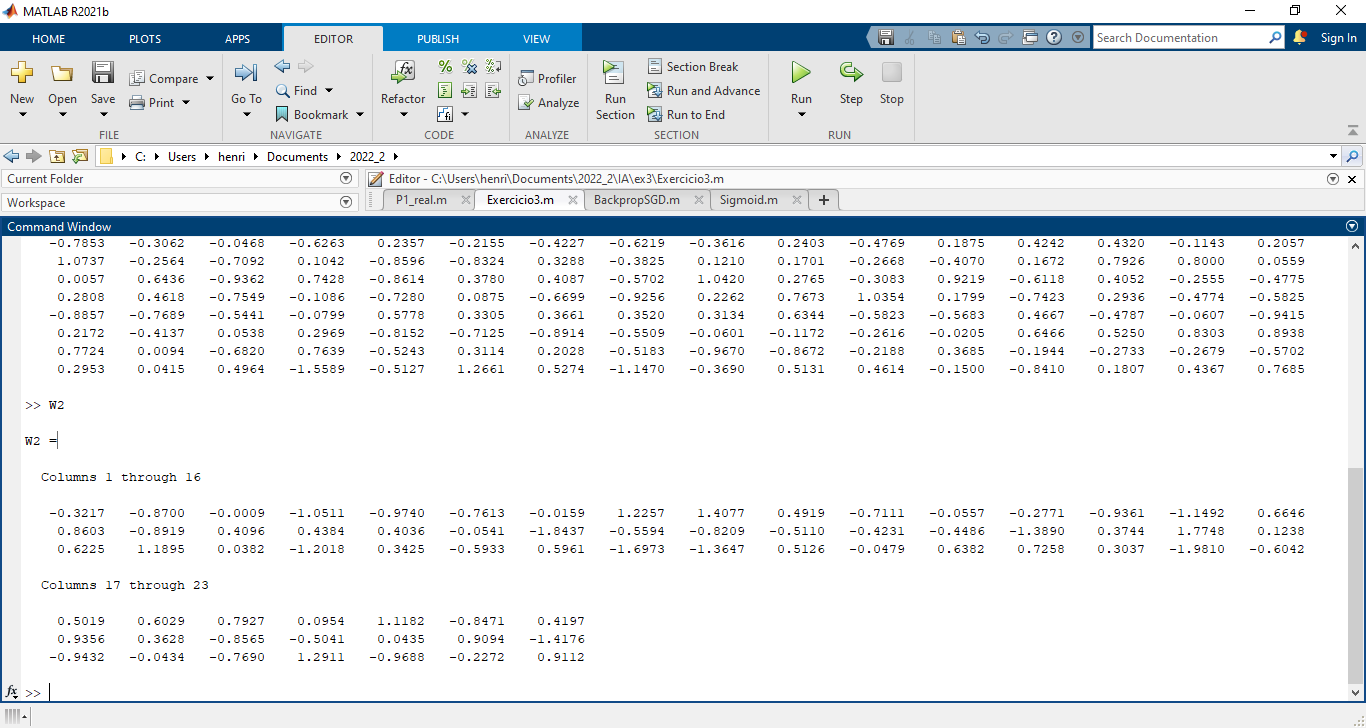 MATLAB R2021b
HOME PLOTS APPS EDITOR PUBLISH VIEW Search Documentation Sign In
New Open Save Compare Print Go To Find Bookmark Refactor Profiler Analyze Run Section Section Break Run and Advance Run to End Run Step Stop
FILE NAVIGATE CODE ANALYZE SECTION RUN
C: Users henri Documents 2022_2
Current Folder
Workspace
Editor - C:\Users\henri\Documents\2022_2\IA\ex3\Exercicio3.m
P1_real.m Exercicio3.m BackpropSGD.m Sigmoid.m +
Command Window
-0.7853 -0.3062 -0.0468 -0.6263 0.2357 -0.2155 -0.4227 -0.6219 -0.3616 0.2403 -0.4769 0.1875 0.4242 0.4320 -0.1143 0.2057
1.0737 -0.2564 -0.7092 0.1042 -0.8596 -0.8324 0.3288 -0.3825 0.1210 0.1701 -0.2668 -0.4070 0.1672 0.7926 0.8000 0.0559
0.0057 0.6436 -0.9362 0.7428 -0.8614 0.3780 0.4087 -0.5702 1.0420 0.2765 -0.3083 0.9219 -0.6118 0.4052 -0.2555 -0.4775
0.2808 0.4618 -0.7549 -0.1086 -0.7280 0.0875 -0.6699 -0.9256 0.2262 0.7673 1.0354 0.1799 -0.7423 0.2936 -0.4774 -0.5825
-0.8857 -0.7689 -0.5441 -0.0799 0.5778 0.3305 0.3661 0.3520 0.3134 0.6344 -0.5823 -0.5683 0.4667 -0.4787 -0.0607 -0.9415
0.2172 -0.4137 0.0538 0.2969 -0.8152 -0.7125 -0.8914 -0.5509 -0.0601 -0.1172 -0.2616 -0.0205 0.6466 0.5250 0.8303 0.8938
0.7724 0.0094 -0.6820 0.7639 -0.5243 0.3114 0.2028 -0.5183 -0.9670 -0.8672 -0.2188 0.3685 -0.1944 -0.2733 -0.2679 -0.5702
0.2953 0.0415 0.4964 -1.5589 -0.5127 1.2661 0.5274 -1.1470 -0.3690 0.5131 0.4614 -0.1500 -0.8410 0.1807 0.4367 0.7685
>> W2
W2 =
Columns 1 through 16
-0.3217 -0.8700 -0.0009 -1.0511 -0.9740 -0.7613 -0.0159 1.2257 1.4077 0.4919 -0.7111 -0.0557 -0.2771 -0.9361 -1.1492 0.6646
0.8603 -0.8919 0.4096 0.4384 0.4036 -0.0541 -1.8437 -0.5594 -0.8209 -0.5110 -0.4231 -0.4486 -1.3890 0.3744 1.7748 0.1238
0.6225 1.1895 0.0382 -1.2018 0.3425 -0.5933 0.5961 -1.6973 -1.3647 0.5126 -0.0479 0.6382 0.7258 0.3037 -1.9810 -0.6042
Columns 17 through 23
0.5019 0.6029 0.7927 0.0954 1.1182 -0.8471 0.4197
0.9356 0.3628 -0.8565 -0.5041 0.0435 0.9094 -1.4176
-0.9432 -0.0434 -0.7690 1.2911 -0.9688 -0.2272 0.9112
fx >>